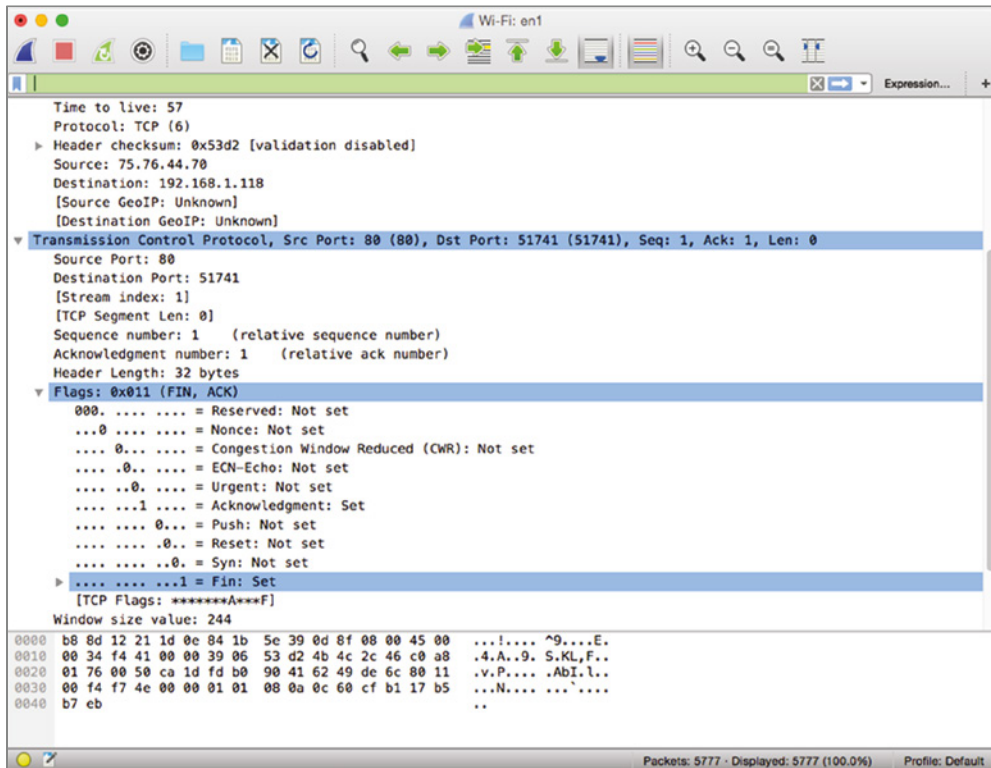 Wi-Fi: en1
Expression... +
Time to live: 57
Protocol: TCP (6)
Header checksum: 0x53d2 [validation disabled]
Source: 75.76.44.70
Destination: 192.168.1.118
[Source GeoIP: Unknown]
[Destination GeoIP: Unknown]
Transmission Control Protocol, Src Port: 80 (80), Dst Port: 51741 (51741), Seq: 1, Ack: 1, Len: 0
Source Port: 80
Destination Port: 51741
[Stream index: 1]
[TCP Segment Len: 0]
Sequence number: 1    (relative sequence number)
Acknowledgment number: 1    (relative ack number)
Header Length: 32 bytes
Flags: 0x011 (FIN, ACK)
000. .... .... = Reserved: Not set
...0 .... .... = Nonce: Not set
.... 0... .... = Congestion Window Reduced (CWR): Not set
.... .0.. .... = ECN-Echo: Not set
.... ..0. .... = Urgent: Not set
.... ...1 .... = Acknowledgment: Set
.... .... 0... = Push: Not set
.... .... .0.. = Reset: Not set
.... .... ..0. = Syn: Not set
.... .... ...1 = Fin: Set
[TCP Flags: *******A***F]
Window size value: 244
0000  b8 8d 12 21 1d 0e 84 1b  5e 39 0d 8f 08 00 45 00   ...!.... ^9....E.
0010  00 34 f4 41 00 00 39 06  53 d2 4b 4c 2c 46 c0 a8   .4.A..9. S.KL,F..
0020  01 76 00 50 ca 1d fd b0  90 41 62 49 de 6c 80 11   .v.P.... .AbI.l..
0030  00 f4 f7 4e 00 00 01 01  08 0a 0c 60 cf b1 17 b5   ...N.... ...`....
0040  b7 eb   ..
Packets: 5777 · Displayed: 5777 (100.0%) Profile: Default